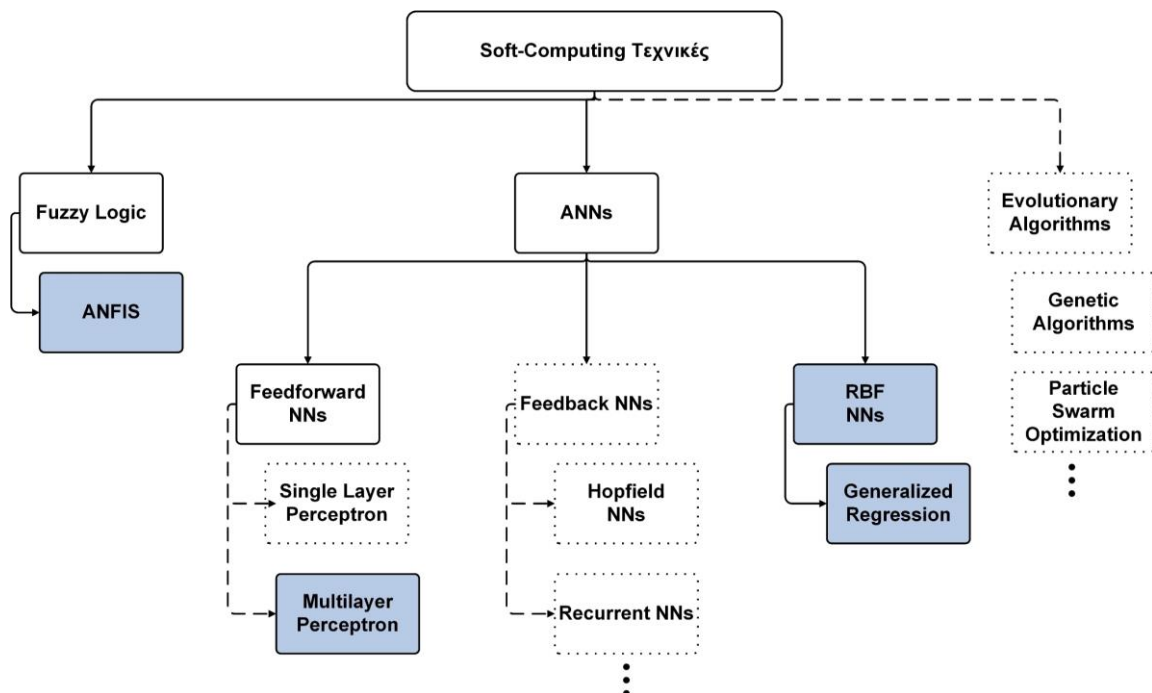 Soft-Computing Τεχνικές
Fuzzy Logic
ANFIS
ANNs
Feedforward
NNs
Single Layer
Perceptron
Multilayer
Perceptron
Feedback NNs
Hopfield
NNs
Recurrent NNs
RBF
NNs
Generalized
Regression
Evolutionary
Algorithms
Genetic
Algorithms
Particle
Swarm
Optimization